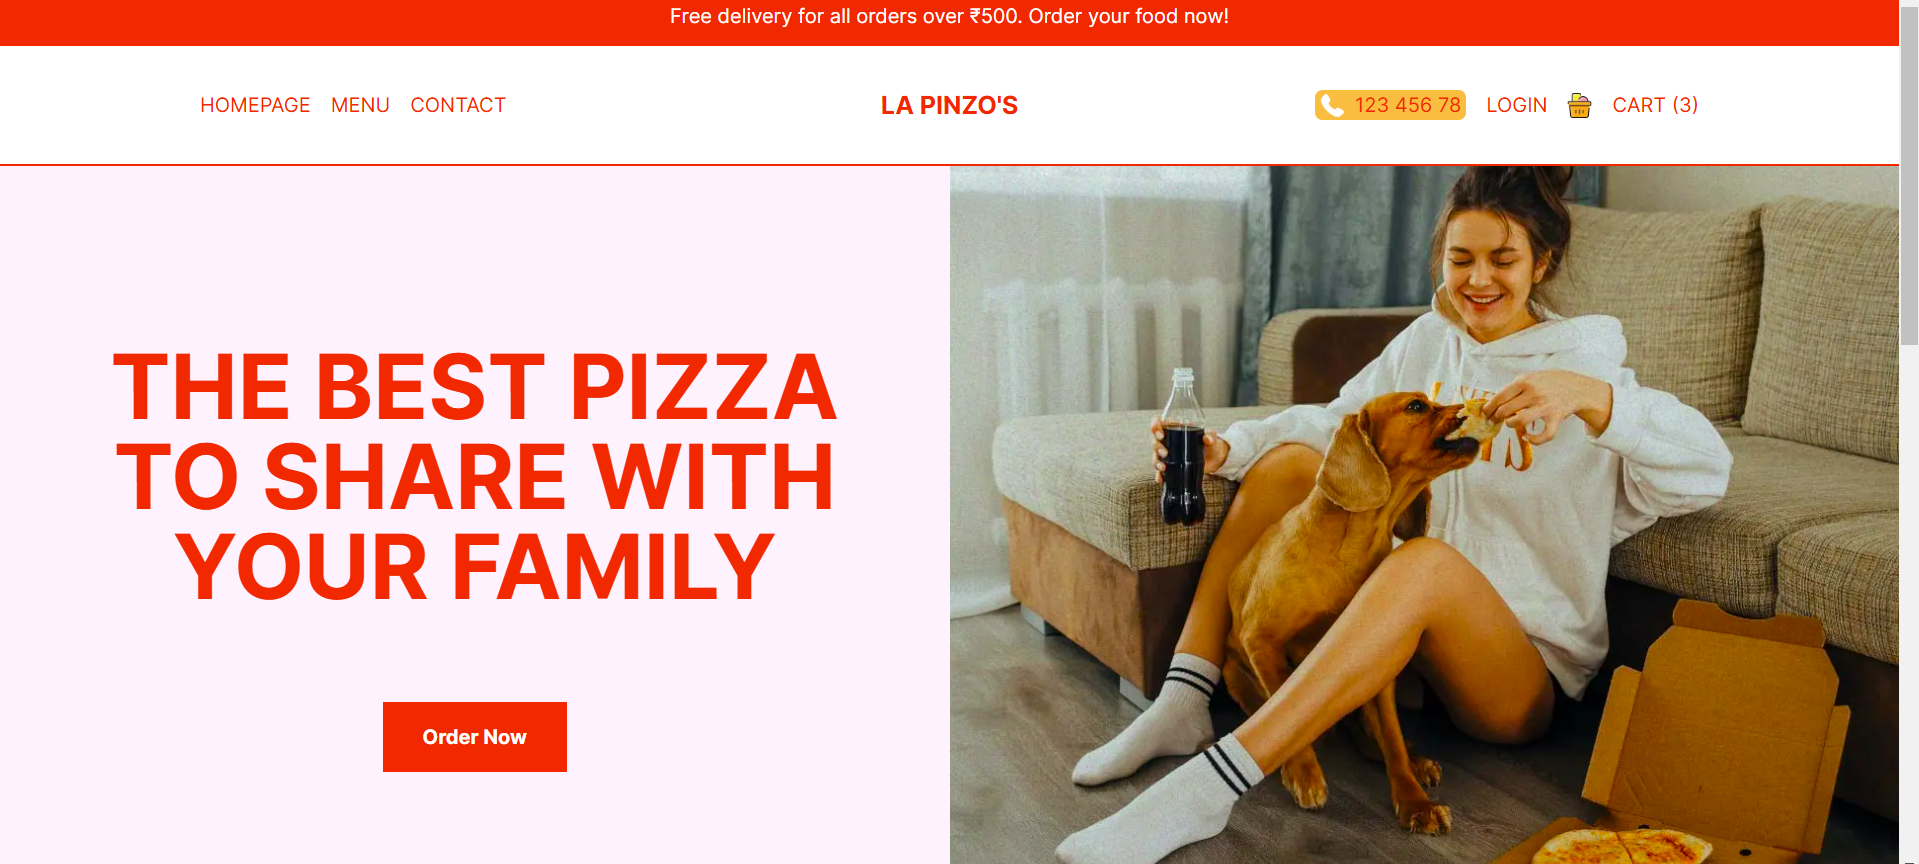 Free delivery for all orders over ₹500. Order your food now!
HOMEPAGE MENU CONTACT LA PINZO'S 123 456 78 LOGIN CART (3)
THE BEST PIZZA
TO SHARE WITH
YOUR FAMILY
Order Now